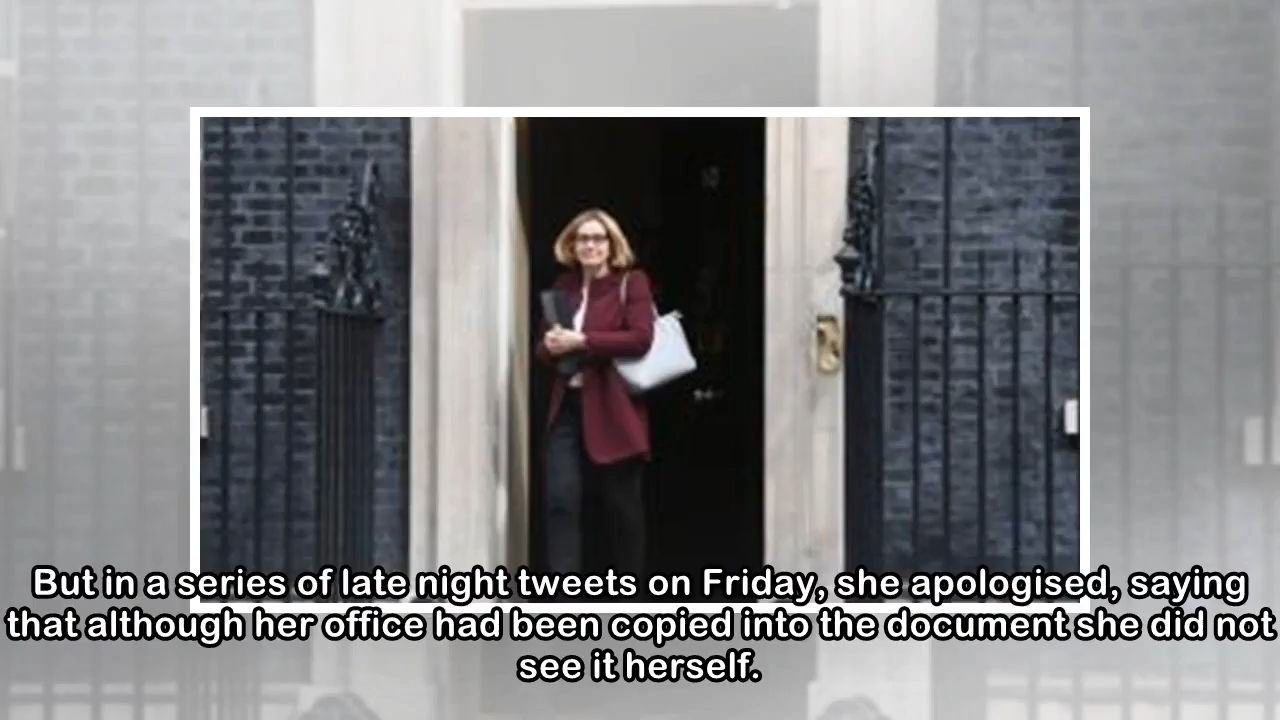 But in a series of late night tweets on Friday, she apologised, saying
that although her office had been copied into the document she did not
see it herself.